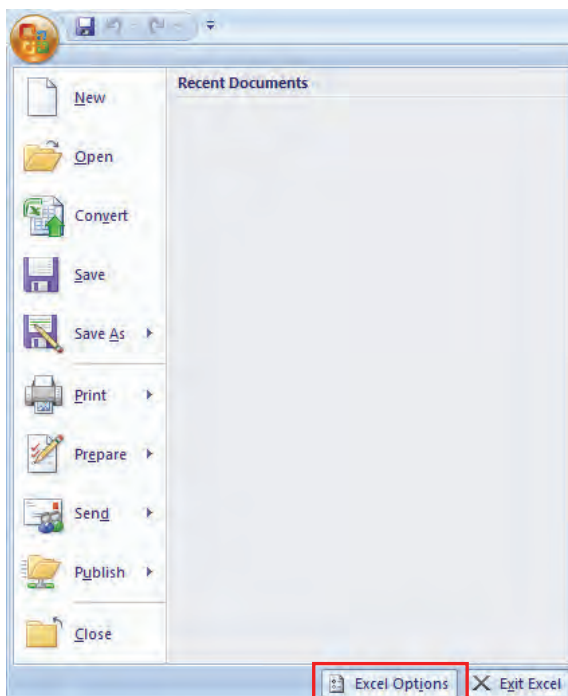 Recent Documents
New
Open
Convert
Save
Save As
Print
Prepare
Send
Publish
Close
Excel Options
Exit Excel